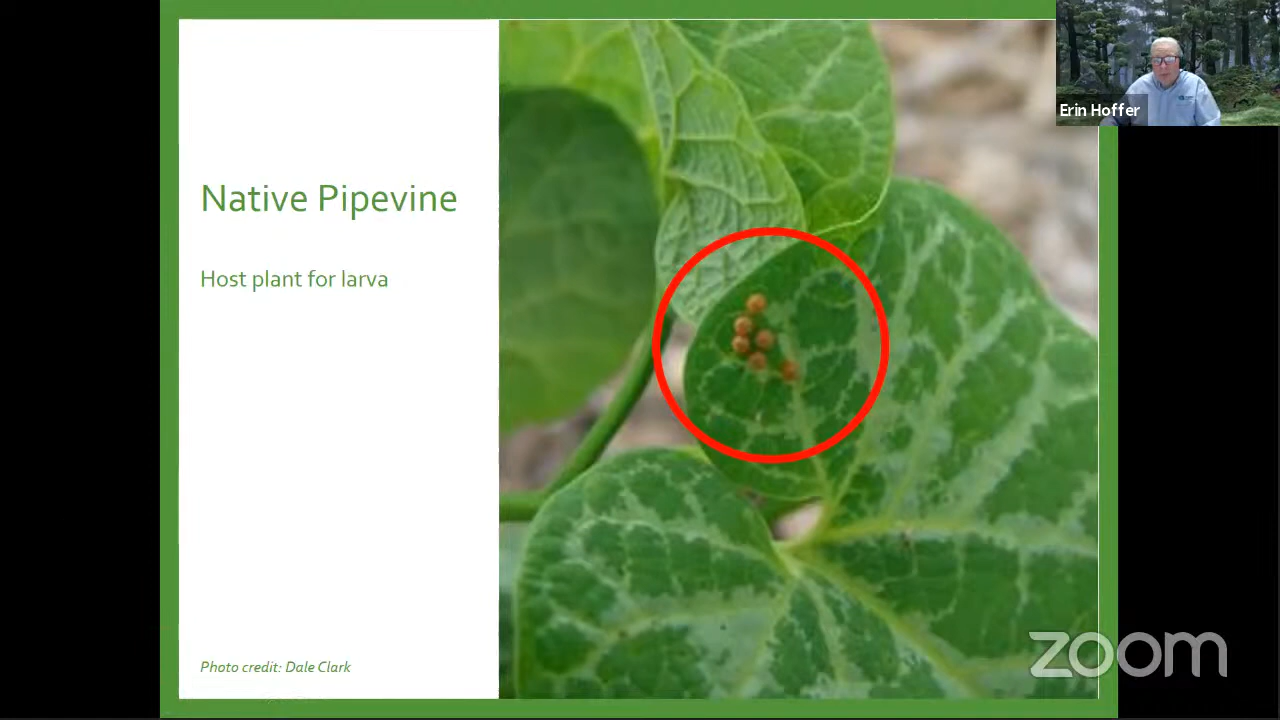 Erin Hoffer
Native Pipevine
Host plant for larva
Photo credit: Dale Clark
zoom